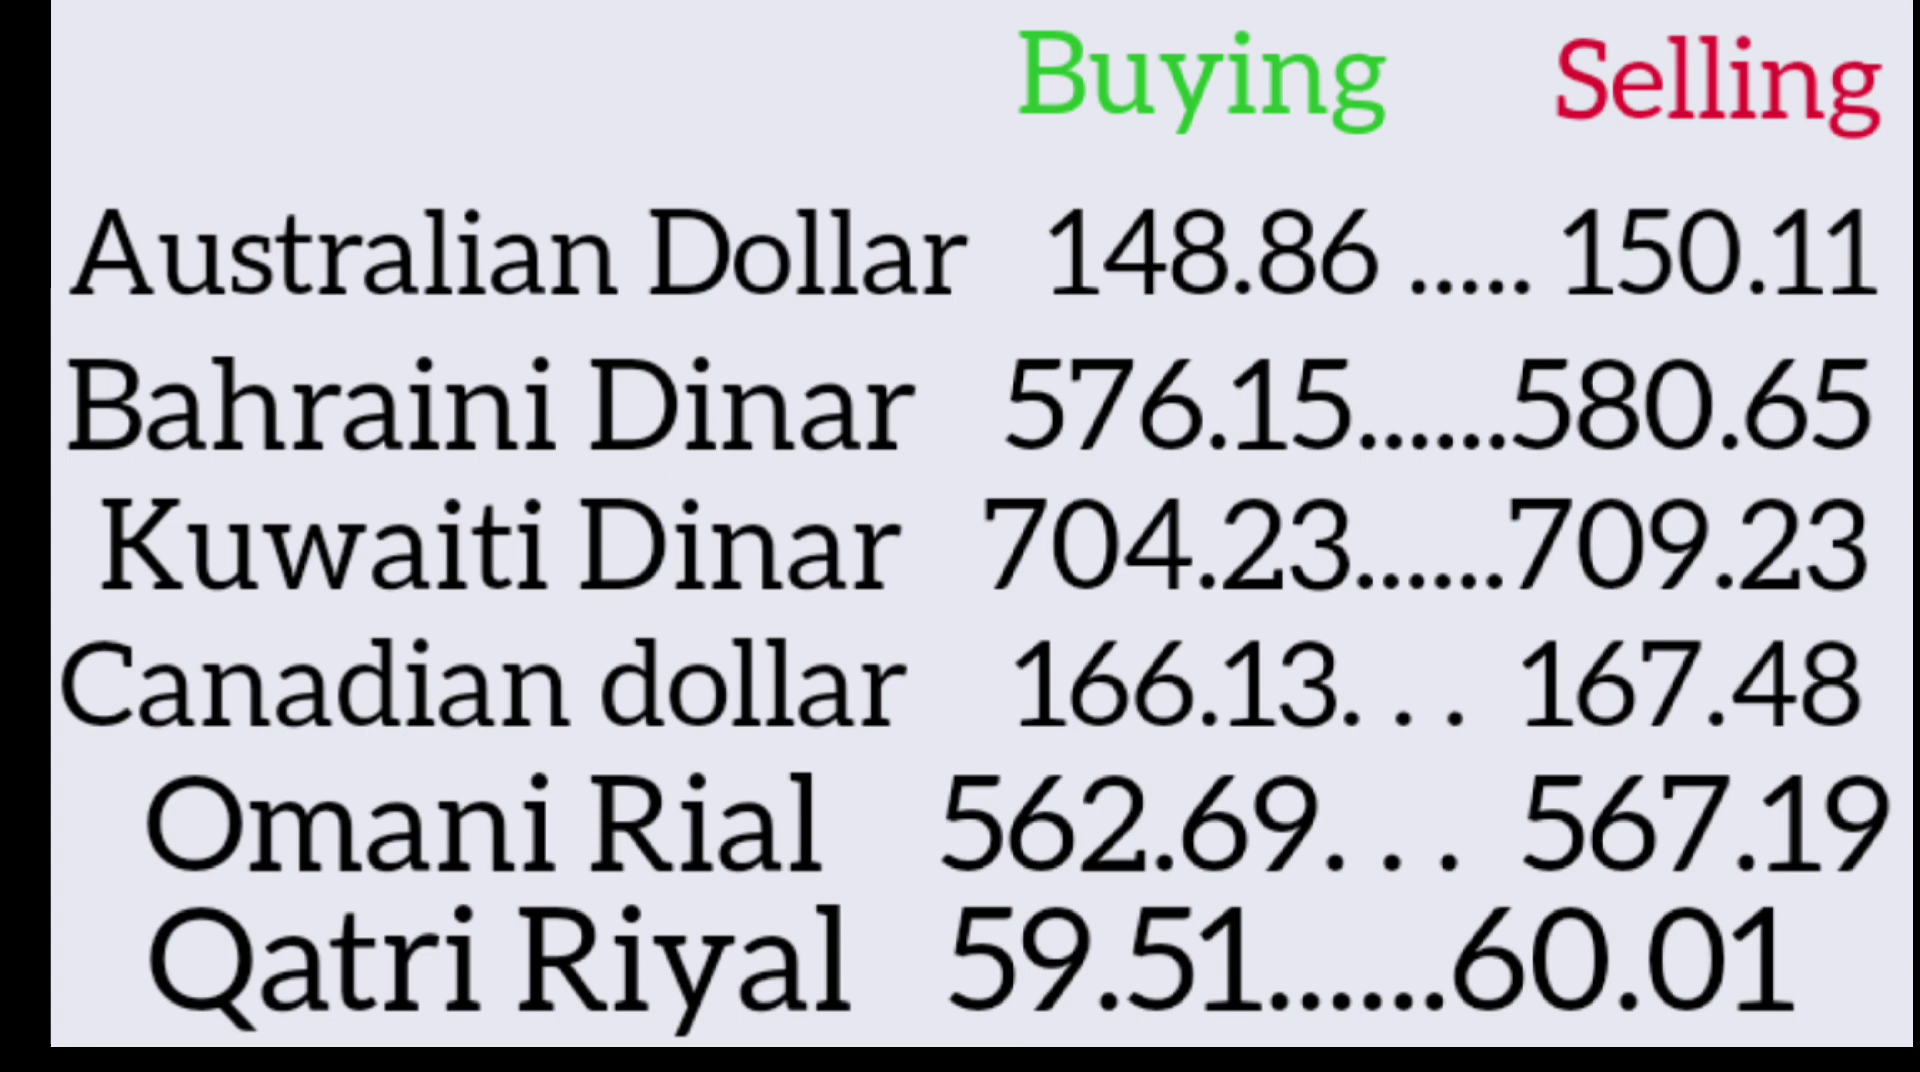 Buying Selling
Australian Dollar 148.86 ..... 150.11
Bahraini Dinar 576.15......580.65
Kuwaiti Dinar 704.23......709.23
Canadian dollar 166.13. . . 167.48
Omani Rial 562.69. . . 567.19
Qatri Riyal 59.51......60.01